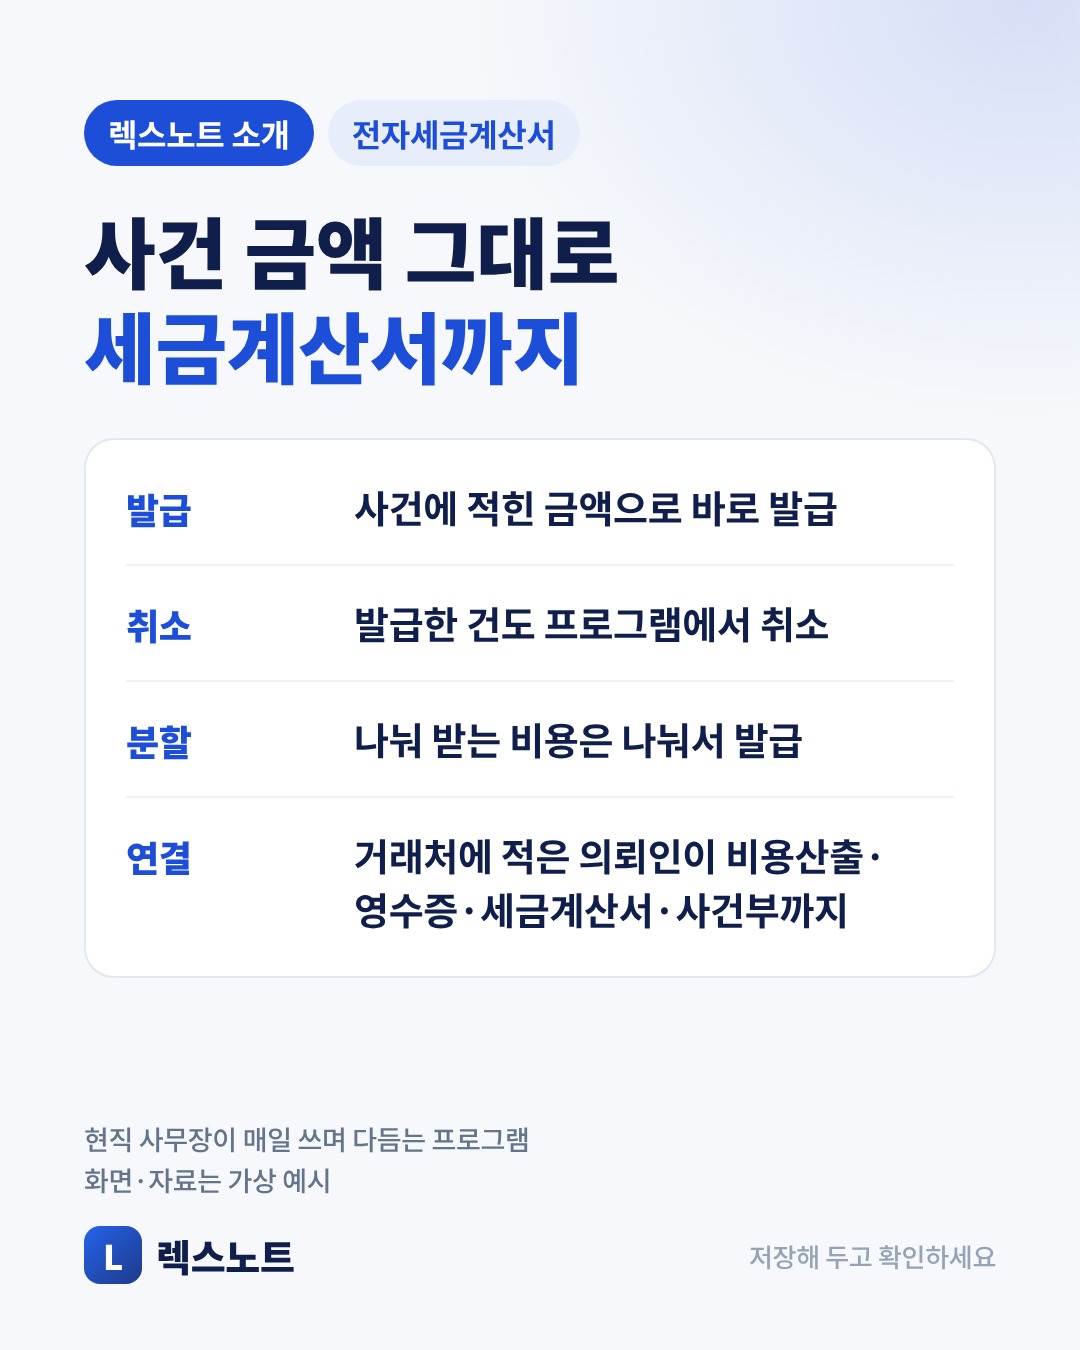 렉스노트 소개
전자세금계산서
사건 금액 그대로
세금계산서까지
발급
사건에 적힌 금액으로 바로 발급
취소
발급한 건도 프로그램에서 취소
분할
나눠 받는 비용은 나눠서 발급
연결
거래처에 적은 의뢰인이 비용산출·
영수증·세금계산서·사건부까지
현직 사무장이 매일 쓰며 다듬는 프로그램
화면·자료는 가상 예시
L 렉스노트
저장해 두고 확인하세요